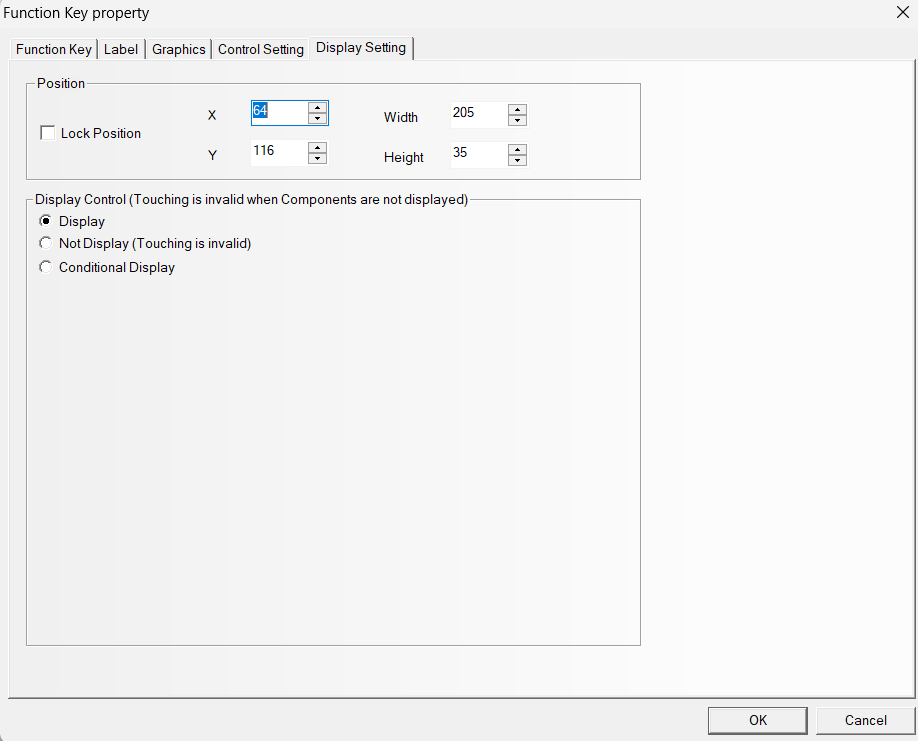 Function Key property
Function Key Label Graphics Control Setting Display Setting
Position
X 64 Width 205
Lock Position
Y 116 Height 35
Display Control (Touching is invalid when Components are not displayed)
Display
Not Display (Touching is invalid)
Conditional Display
OK Cancel